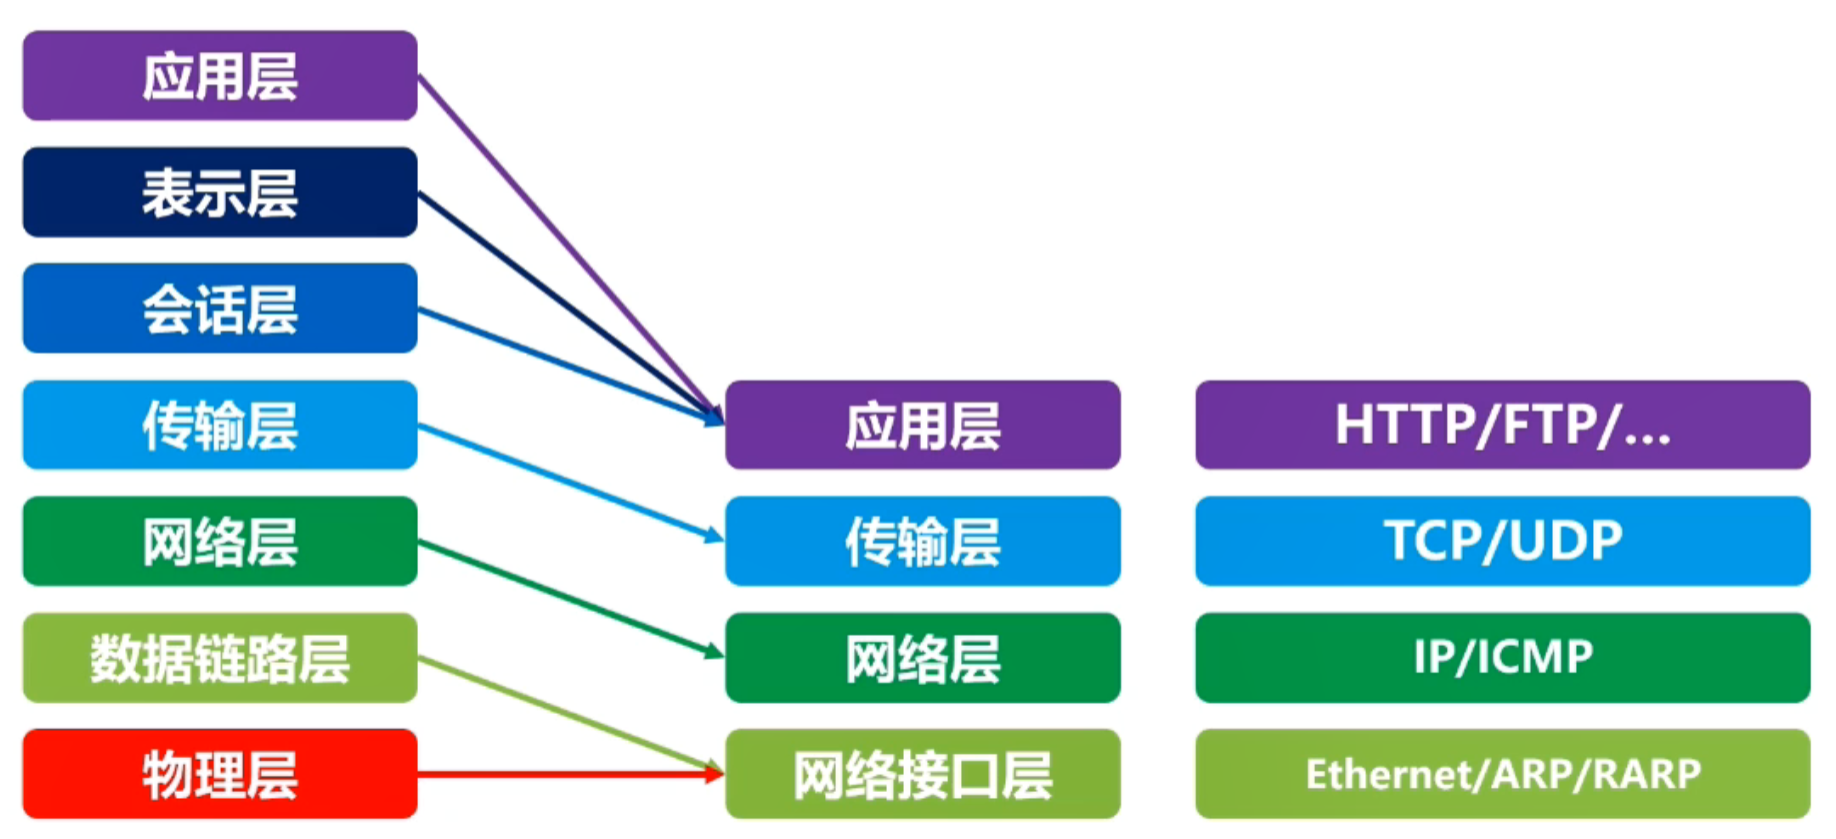 应用层
表示层
会话层
传输层
网络层
数据链路层
物理层
应用层
传输层
网络层
网络接口层
HTTP/FTP/...
TCP/UDP
IP/ICMP
Ethernet/ARP/RARP